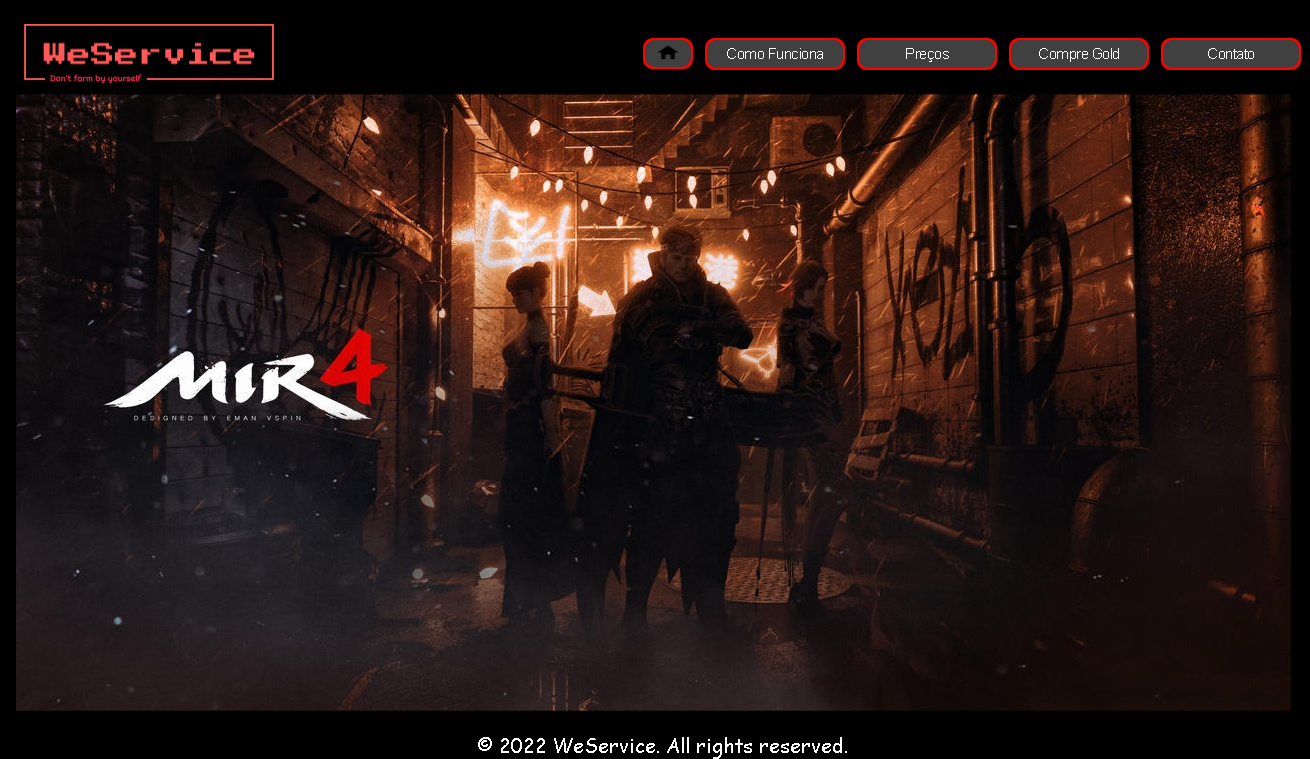 WeService
Don't farm by yourself
Como Funciona
Preços
Compre Gold
Contato
MIR4
DESIGNED BY EMAN VSPIN
© 2022 WeService. All rights reserved.